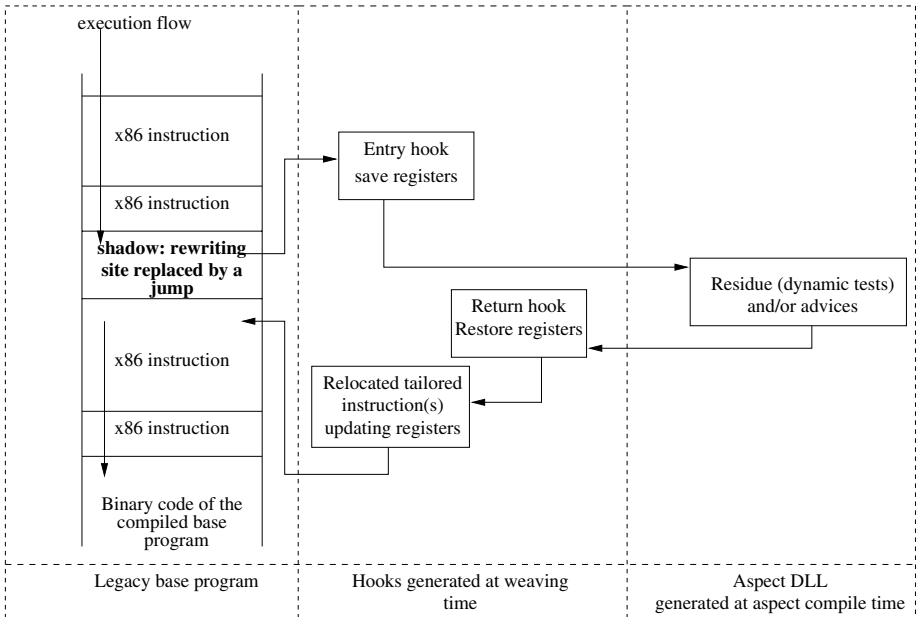 execution flow
x86 instruction
x86 instruction
shadow: rewriting
site replaced by a
jump
x86 instruction
x86 instruction
Binary code of the
compiled base
program
Entry hook
save registers
Residue (dynamic tests)
and/or advices
Return hook
Restore registers
Relocated tailored
instruction(s)
updating registers
Legacy base program
Hooks generated at weaving
time
Aspect DLL
generated at aspect compile time